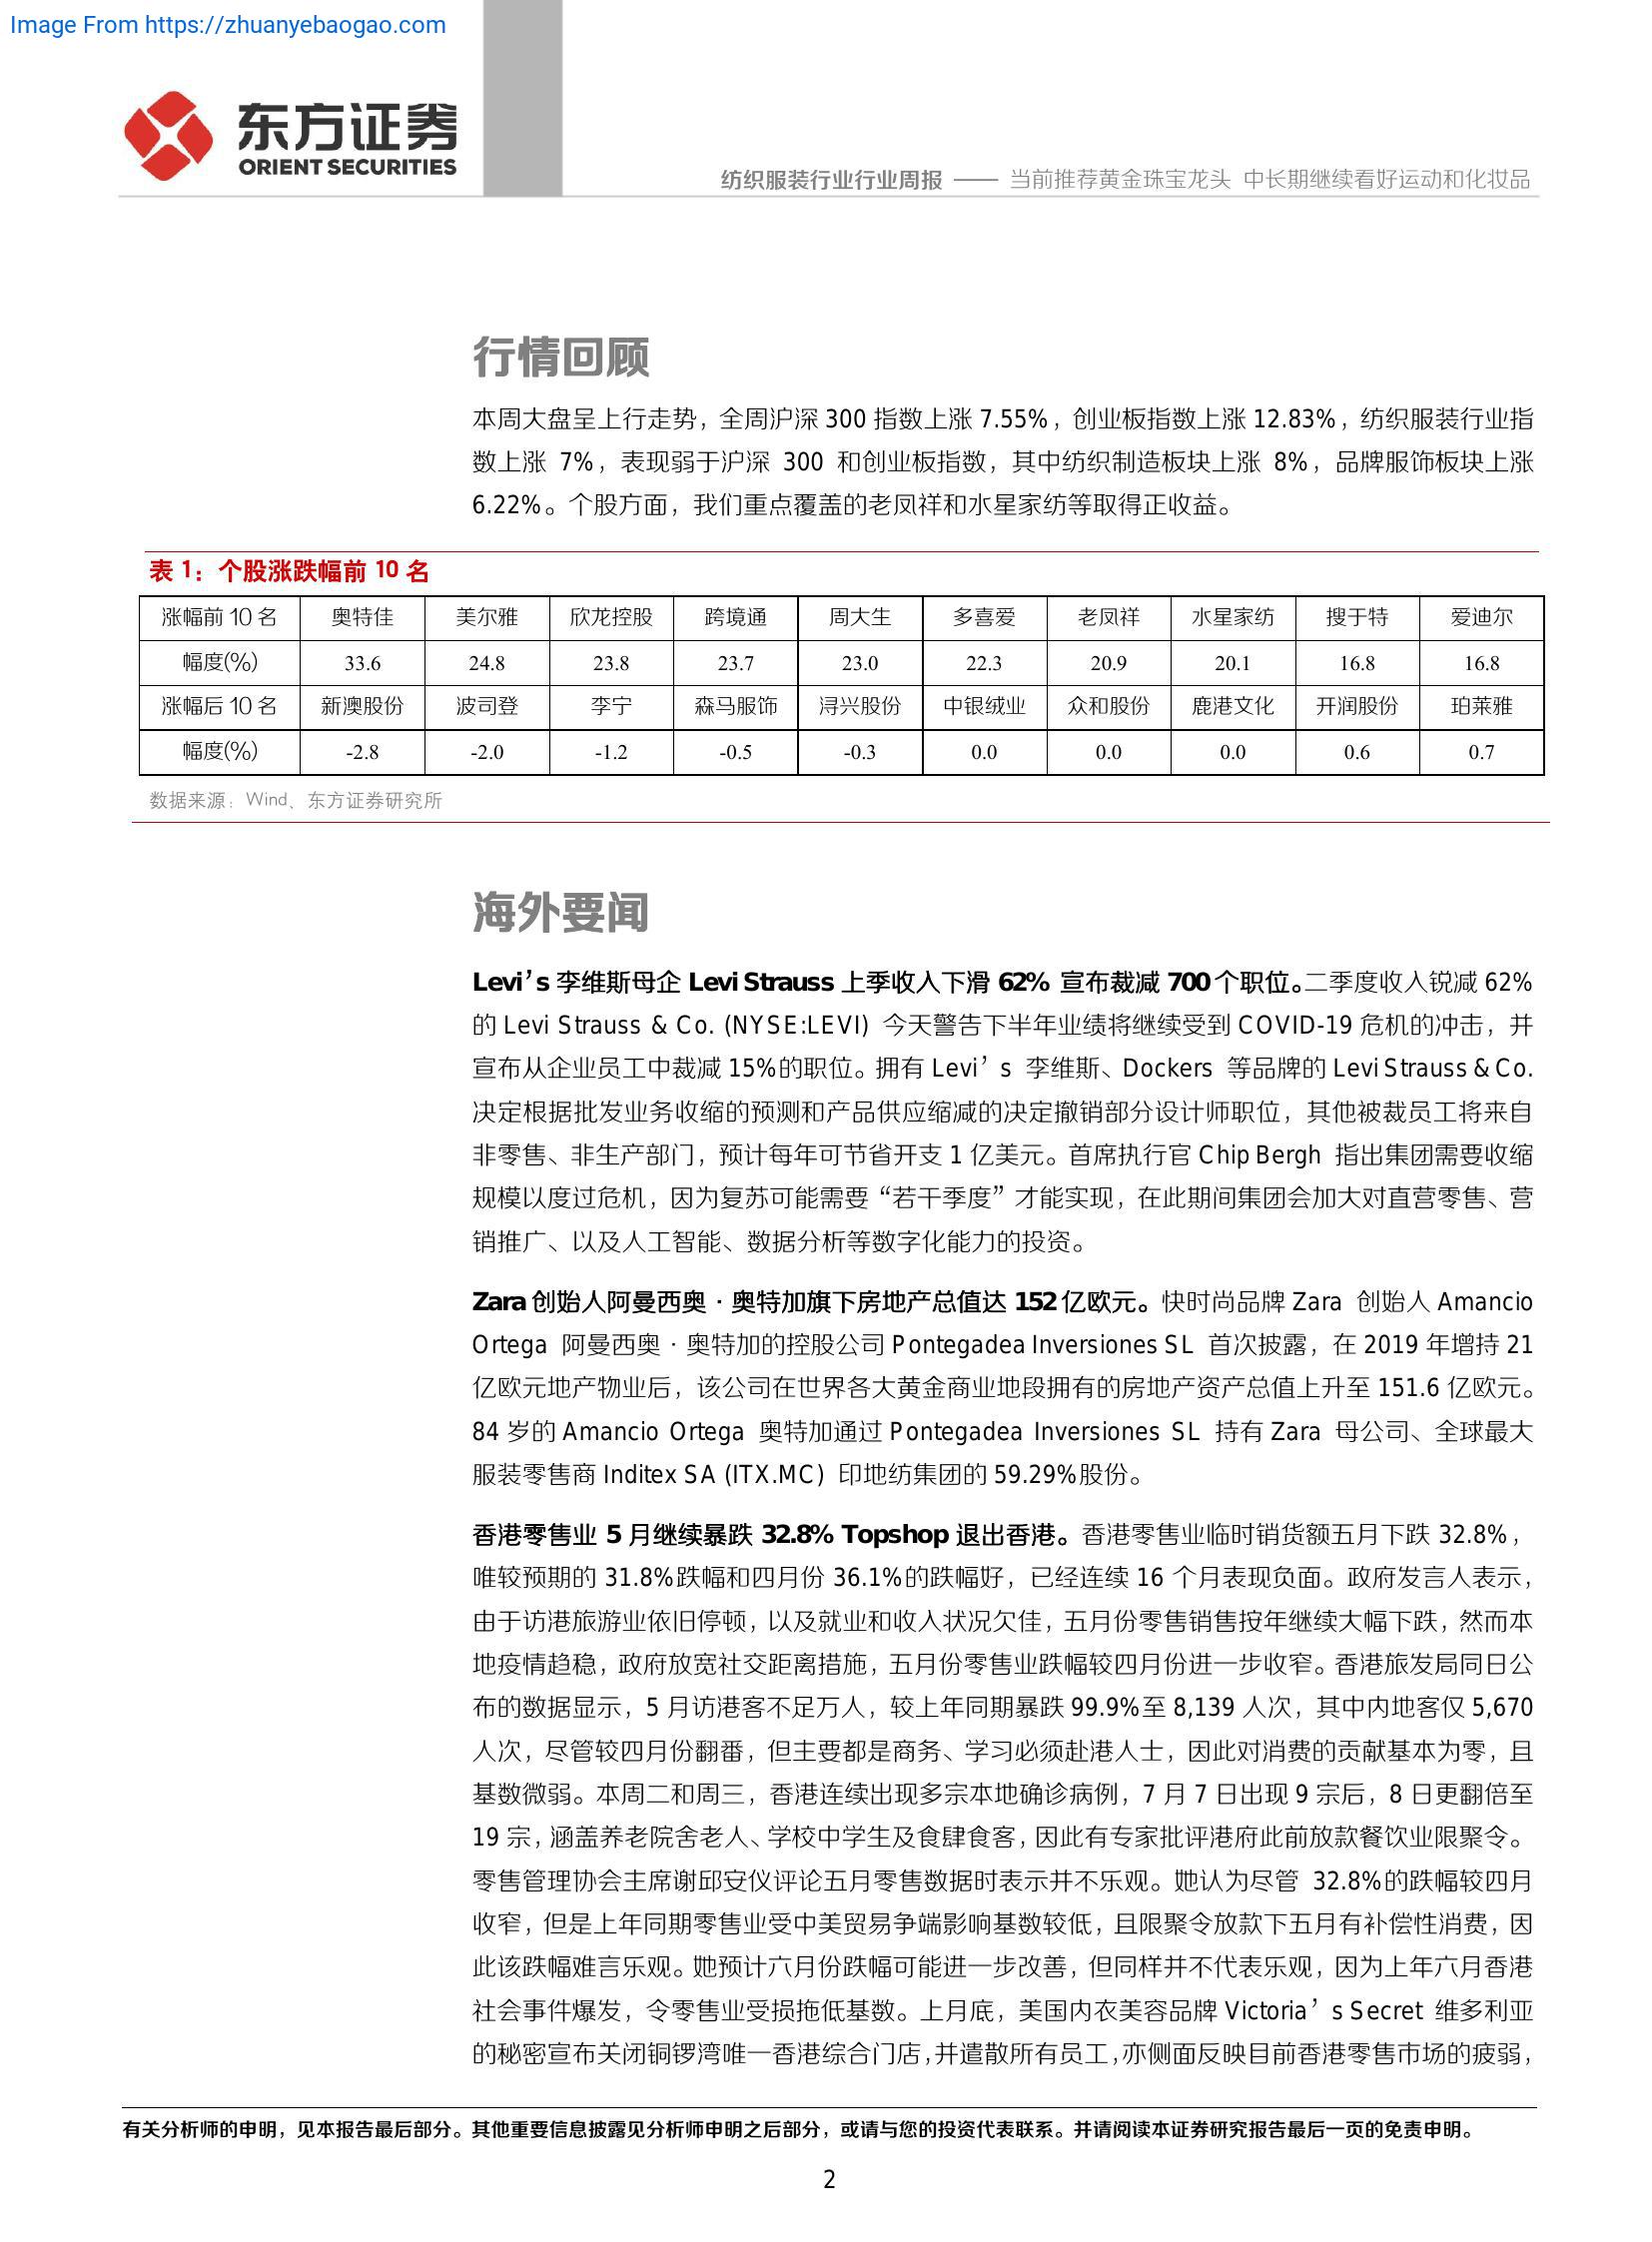 Image From https://zhuanyebaogao.com
东方证券
ORIENT SECURITIES
纺织服装行业行业周报 —— 当前推荐黄金珠宝龙头 中长期继续看好运动和化妆品
行情回顾
本周大盘呈上行走势，全周沪深 300 指数上涨 7.55%，创业板指数上涨 12.83%，纺织服装行业指
数上涨 7%，表现弱于沪深 300 和创业板指数，其中纺织制造板块上涨 8%，品牌服饰板块上涨
6.22%。个股方面，我们重点覆盖的老凤祥和水星家纺等取得正收益。
表 1：个股涨跌幅前 10 名
涨幅前 10 名 奥特佳 美尔雅 欣龙控股 跨境通 周大生 多喜爱 老凤祥 水星家纺 搜于特 爱迪尔
幅度(%) 33.6 24.8 23.8 23.7 23.0 22.3 20.9 20.1 16.8 16.8
涨幅后 10 名 新澳股份 波司登 李宁 森马服饰 浔兴股份 中银绒业 众和股份 鹿港文化 开润股份 珀莱雅
幅度(%) -2.8 -2.0 -1.2 -0.5 -0.3 0.0 0.0 0.0 0.6 0.7
数据来源：Wind、东方证券研究所
海外要闻
Levi’s 李维斯母企 Levi Strauss 上季收入下滑 62% 宣布裁减 700 个职位。二季度收入锐减 62%
的 Levi Strauss & Co. (NYSE:LEVI) 今天警告下半年业绩将继续受到 COVID-19 危机的冲击，并
宣布从企业员工中裁减 15%的职位。拥有 Levi’s 李维斯、Dockers 等品牌的 Levi Strauss & Co.
决定根据批发业务收缩的预测和产品供应缩减的决定撤销部分设计师职位，其他被裁员工将来自
非零售、非生产部门，预计每年可节省开支 1 亿美元。首席执行官 Chip Bergh 指出集团需要收缩
规模以度过危机，因为复苏可能需要“若干季度”才能实现，在此期间集团会加大对直营零售、营
销推广、以及人工智能、数据分析等数字化能力的投资。
Zara 创始人阿曼西奥·奥特加旗下房地产总值达 152 亿欧元。快时尚品牌 Zara 创始人 Amancio
Ortega 阿曼西奥·奥特加的控股公司 Pontegadea Inversiones SL 首次披露，在 2019 年增持 21
亿欧元地产物业后，该公司在世界各大黄金商业地段拥有的房地产资产总值上升至 151.6 亿欧元。
84 岁的 Amancio Ortega 奥特加通过 Pontegadea Inversiones SL 持有 Zara 母公司、全球最大
服装零售商 Inditex SA (ITX.MC) 印地纺集团的 59.29%股份。
香港零售业 5 月继续暴跌 32.8% Topshop 退出香港。香港零售业临时销货额五月下跌 32.8%，
唯较预期的 31.8%跌幅和四月份 36.1%的跌幅好，已经连续 16 个月表现负面。政府发言人表示，
由于访港旅游业依旧停顿，以及就业和收入状况欠佳，五月份零售销售按年继续大幅下跌，然而本
地疫情趋稳，政府放宽社交距离措施，五月份零售业跌幅较四月份进一步收窄。香港旅发局同日公
布的数据显示，5 月访港客不足万人，较上年同期暴跌 99.9%至 8,139 人次，其中内地客仅 5,670
人次，尽管较四月份翻番，但主要都是商务、学习必须赴港人士，因此对消费的贡献基本为零，且
基数微弱。本周二和周三，香港连续出现多宗本地确诊病例，7 月 7 日出现 9 宗后，8 日更翻倍至
19 宗，涵盖养老院舍老人、学校中学生及食肆食客，因此有专家批评港府此前放款餐饮业限聚令。
零售管理协会主席谢邱安仪评论五月零售数据时表示并不乐观。她认为尽管 32.8%的跌幅较四月
收窄，但是上年同期零售业受中美贸易争端影响基数较低，且限聚令放款下五月有补偿性消费，因
此该跌幅难言乐观。她预计六月份跌幅可能进一步改善，但同样并不代表乐观，因为上年六月香港
社会事件爆发，令零售业受损拖低基数。上月底，美国内衣美容品牌 Victoria’s Secret 维多利亚
的秘密宣布关闭铜锣湾唯一香港综合门店，并遣散所有员工，亦侧面反映目前香港零售市场的疲弱，
有关分析师的申明，见本报告最后部分。其他重要信息披露见分析师申明之后部分，或请与您的投资代表联系。并请阅读本证券研究报告最后一页的免责申明。
2